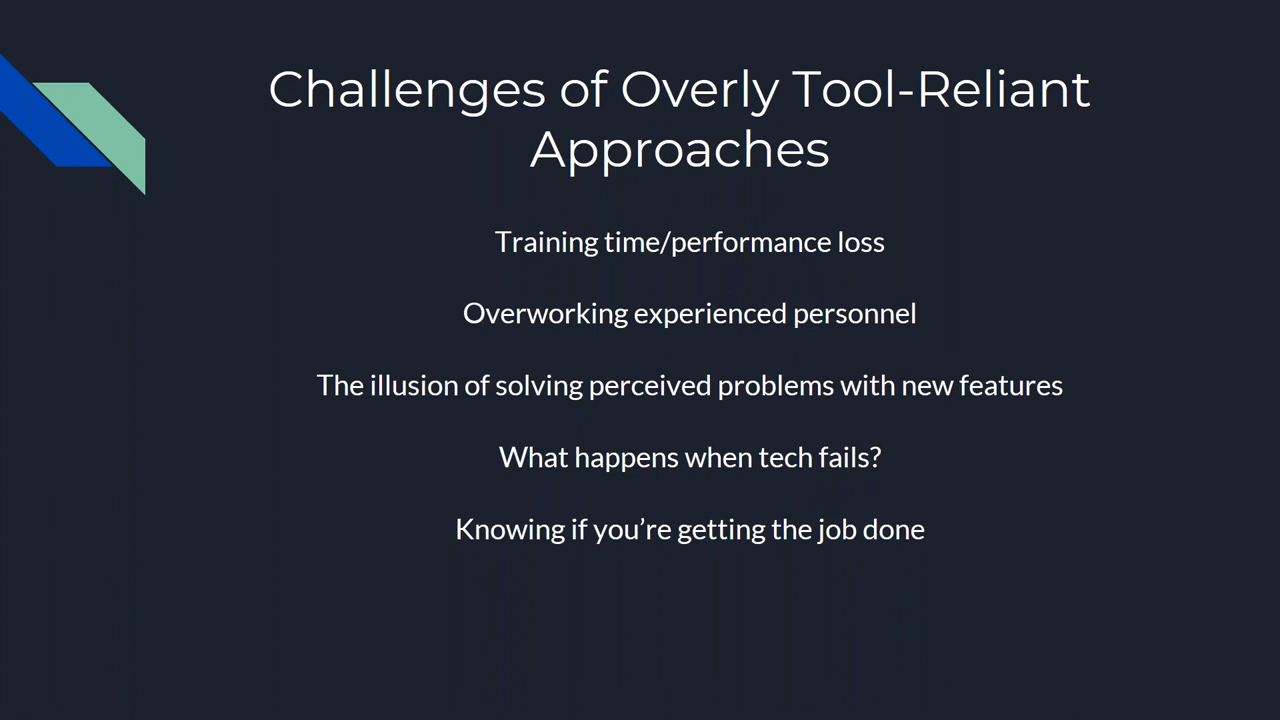 Challenges of Overly Tool-Reliant
Approaches
Training time/performance loss
Overworking experienced personnel
The illusion of solving perceived problems with new features
What happens when tech fails?
Knowing if you’re getting the job done